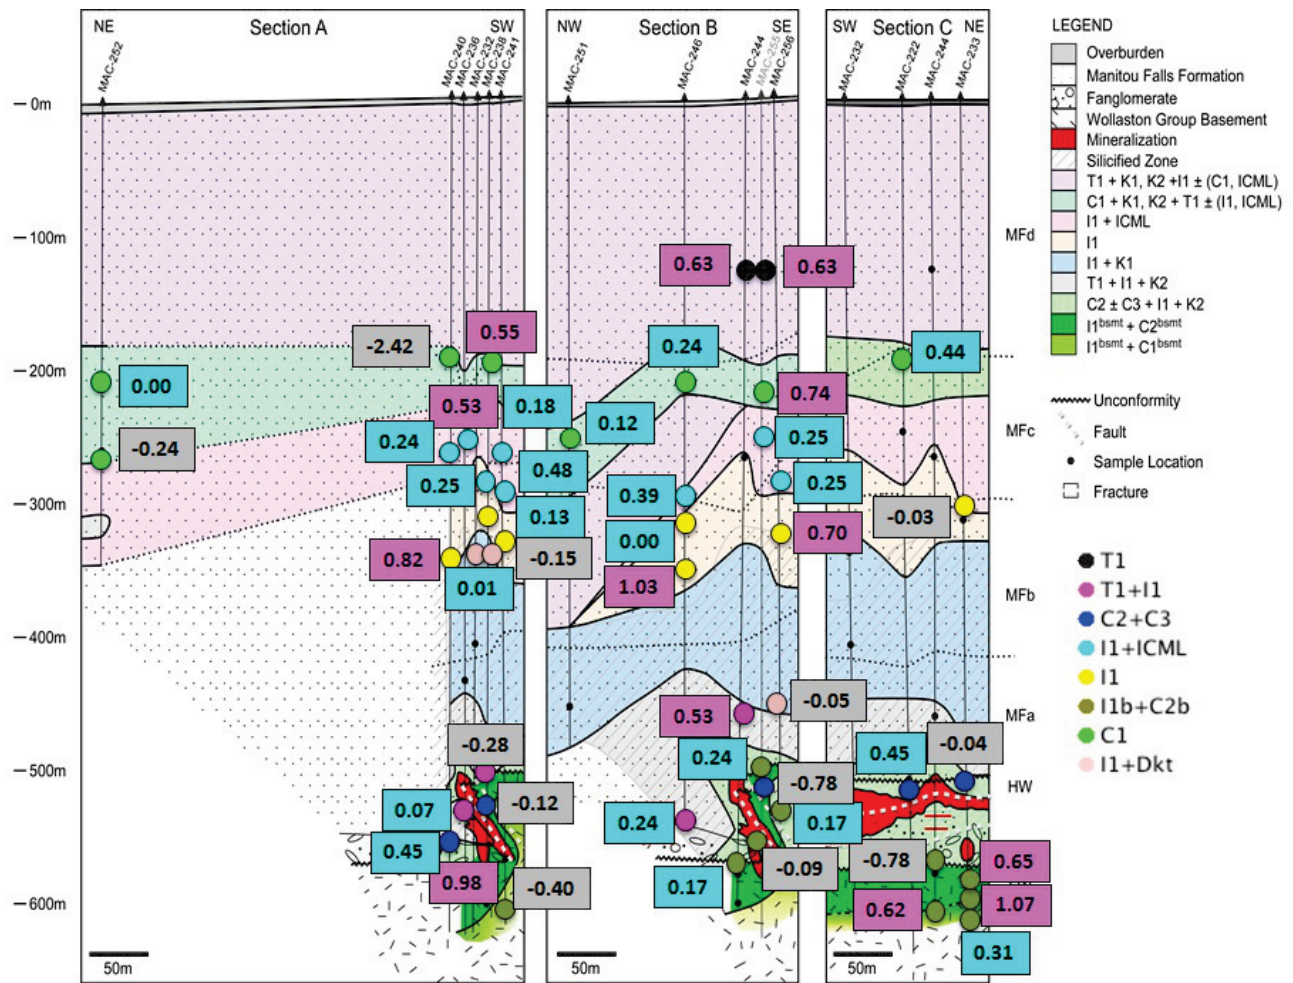 Section A
NE
SW
MAC-252
MAC-240
MAC-236
MAC-232
MAC-238
MAC-241
Section B
NW
SE
MAC-251
MAC-246
MAC-244
MAC-255
MAC-256
Section C
SW
NE
MAC-232
MAC-222
MAC-244
MAC-233
0m
100m
200m
300m
400m
500m
600m
-2.42
0.55
0.00
-0.24
0.53
0.18
0.24
0.25
0.48
0.13
0.82
-0.15
0.01
-0.28
0.07
-0.12
0.45
0.98
-0.40
50m
0.63
0.63
0.24
0.12
0.74
0.25
0.39
0.25
0.00
0.70
1.03
0.53
-0.05
0.24
-0.78
0.24
0.17
-0.09
0.17
50m
0.44
-0.03
0.45
-0.04
-0.78
0.65
0.62
1.07
0.31
50m
MFd
MFc
MFb
MFa
HW
LEGEND
Overburden
Manitou Falls Formation
Fanglomerate
Wollaston Group Basement
Mineralization
Silicified Zone
T1 + K1, K2 +I1 ± (C1, ICML)
C1 + K1, K2 + T1 ± (I1, ICML)
I1 + ICML
I1
I1 + K1
T1 + I1 + K2
C2 ± C3 + I1 + K2
I1bsmt + C2bsmt
I1bsmt + C1bsmt
Unconformity
Fault
Sample Location
Fracture
T1
T1+I1
C2+C3
I1+ICML
I1
I1b+C2b
C1
I1+Dkt